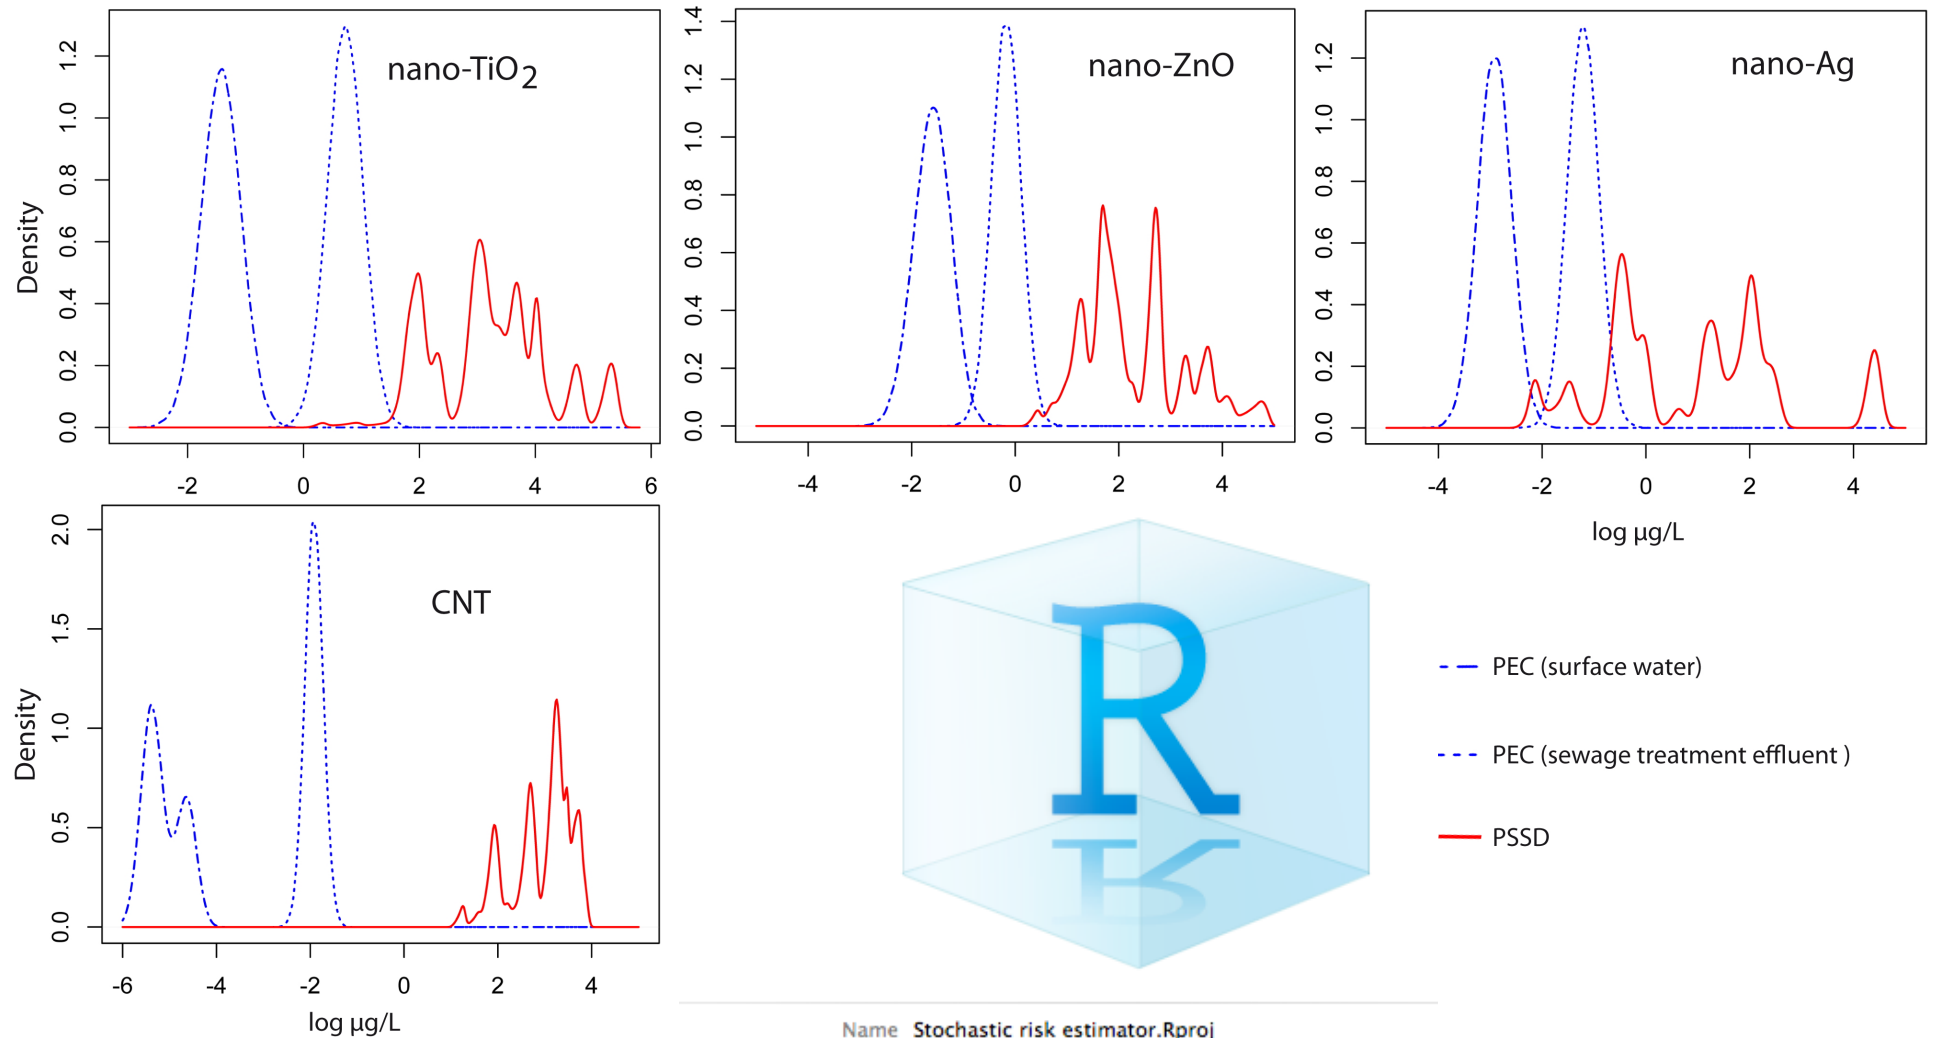 nano-TiO2
Density
0.0 0.2 0.4 0.6 0.8 1.0 1.2
-2 0 2 4 6
nano-ZnO
0.0 0.2 0.4 0.6 0.8 1.0 1.2 1.4
-4 -2 0 2 4
nano-Ag
0.0 0.2 0.4 0.6 0.8 1.0 1.2
-4 -2 0 2 4
log µg/L
CNT
Density
0.0 0.5 1.0 1.5 2.0
-6 -4 -2 0 2 4
log µg/L
R
PEC (surface water)
PEC (sewage treatment effluent )
PSSD
Name Stochastic risk estimator.Rproj